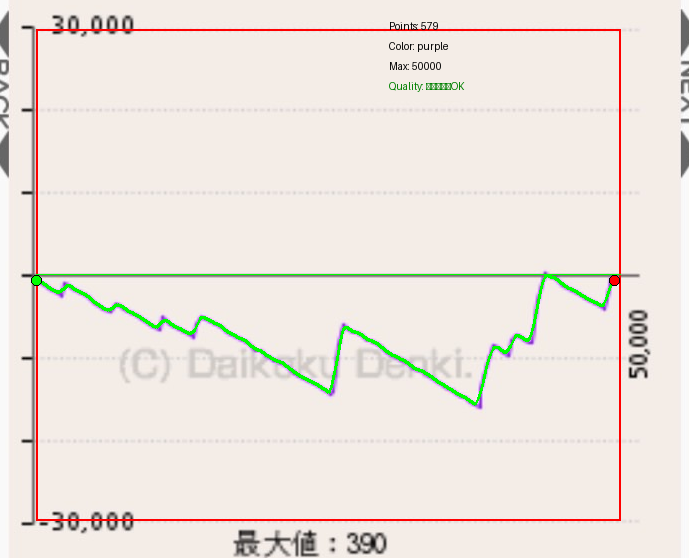 30,000
Points: 579
Color: purple
Max: 50000
Quality: OK
BACK
NEXT
50,000
(C) Daikoku Denki.
-30,000
最大値：390